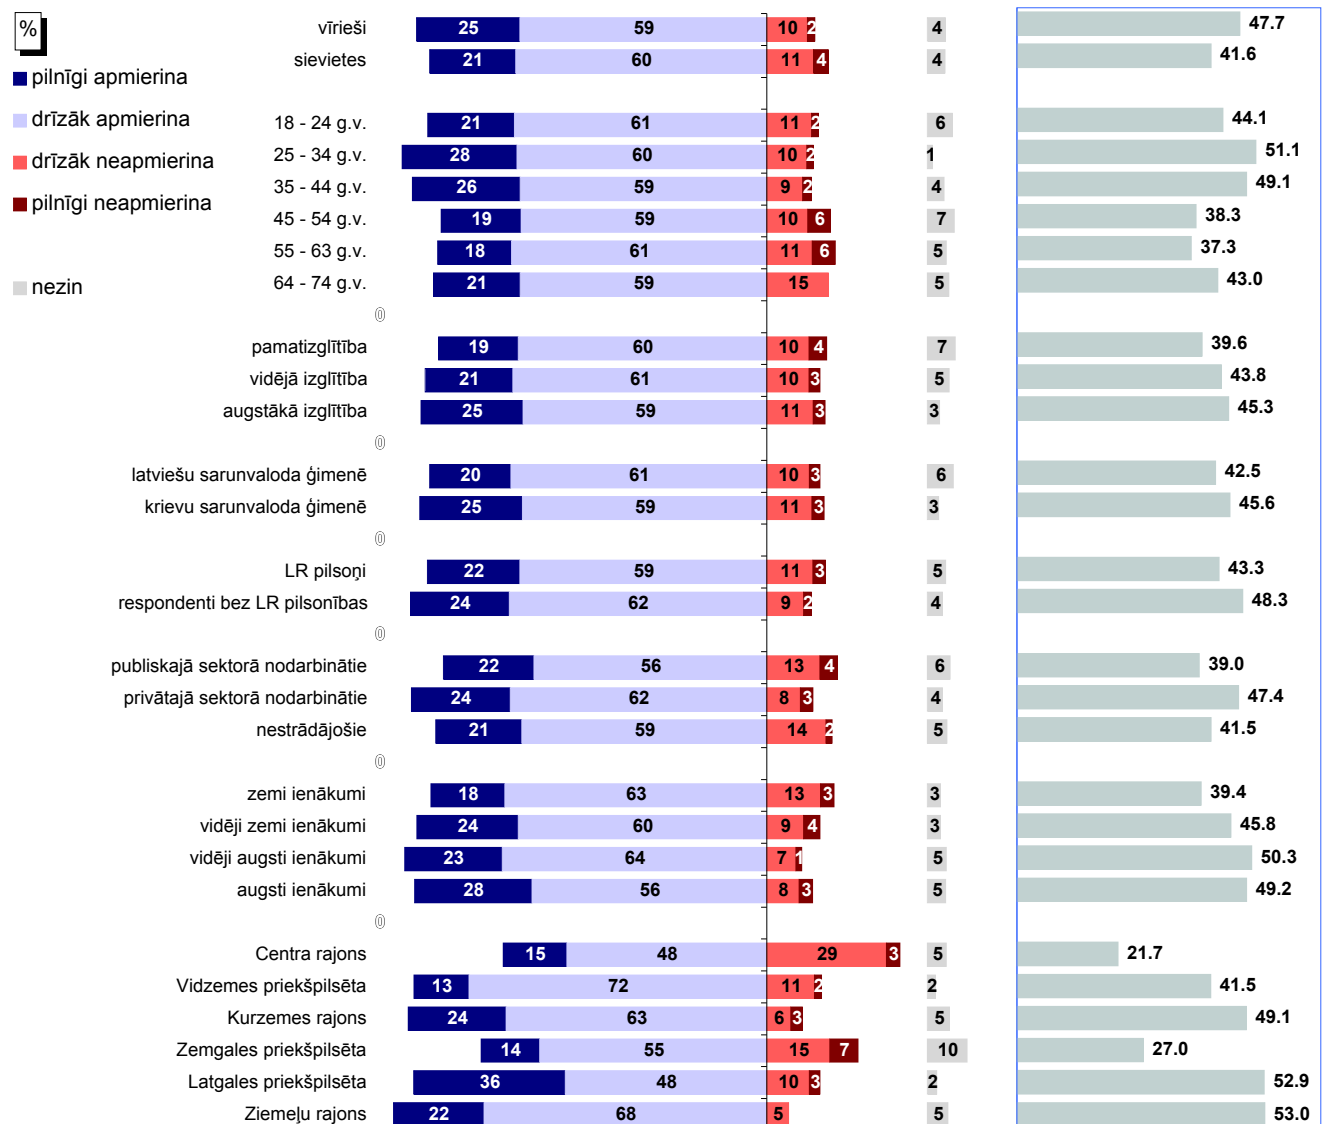 %
pilnīgi apmierina
drīzāk apmierina
drīzāk neapmierina
pilnīgi neapmierina
nezin
vīrieši 25 59 10 2 4 47.7
sievietes 21 60 11 4 4 41.6
18 - 24 g.v. 21 61 11 2 6 44.1
25 - 34 g.v. 28 60 10 2 1 51.1
35 - 44 g.v. 26 59 9 2 4 49.1
45 - 54 g.v. 19 59 10 6 7 38.3
55 - 63 g.v. 18 61 11 6 5 37.3
64 - 74 g.v. 21 59 15 5 43.0
0
pamatizglītība 19 60 10 4 7 39.6
vidējā izglītība 21 61 10 3 5 43.8
augstākā izglītība 25 59 11 3 3 45.3
0
latviešu sarunvaloda ģimenē 20 61 10 3 6 42.5
krievu sarunvaloda ģimenē 25 59 11 3 3 45.6
0
LR pilsoņi 22 59 11 3 5 43.3
respondenti bez LR pilsonības 24 62 9 2 4 48.3
0
publiskajā sektorā nodarbinātie 22 56 13 4 6 39.0
privātajā sektorā nodarbinātie 24 62 8 3 4 47.4
nestrādājošie 21 59 14 2 5 41.5
0
zemi ienākumi 18 63 13 3 3 39.4
vidēji zemi ienākumi 24 60 9 4 3 45.8
vidēji augsti ienākumi 23 64 7 1 5 50.3
augsti ienākumi 28 56 8 3 5 49.2
0
Centra rajons 15 48 29 3 5 21.7
Vidzemes priekšpilsēta 13 72 11 2 2 41.5
Kurzemes rajons 24 63 6 3 5 49.1
Zemgales priekšpilsēta 14 55 15 7 10 27.0
Latgales priekšpilsēta 36 48 10 3 2 52.9
Ziemeļu rajons 22 68 5 5 53.0